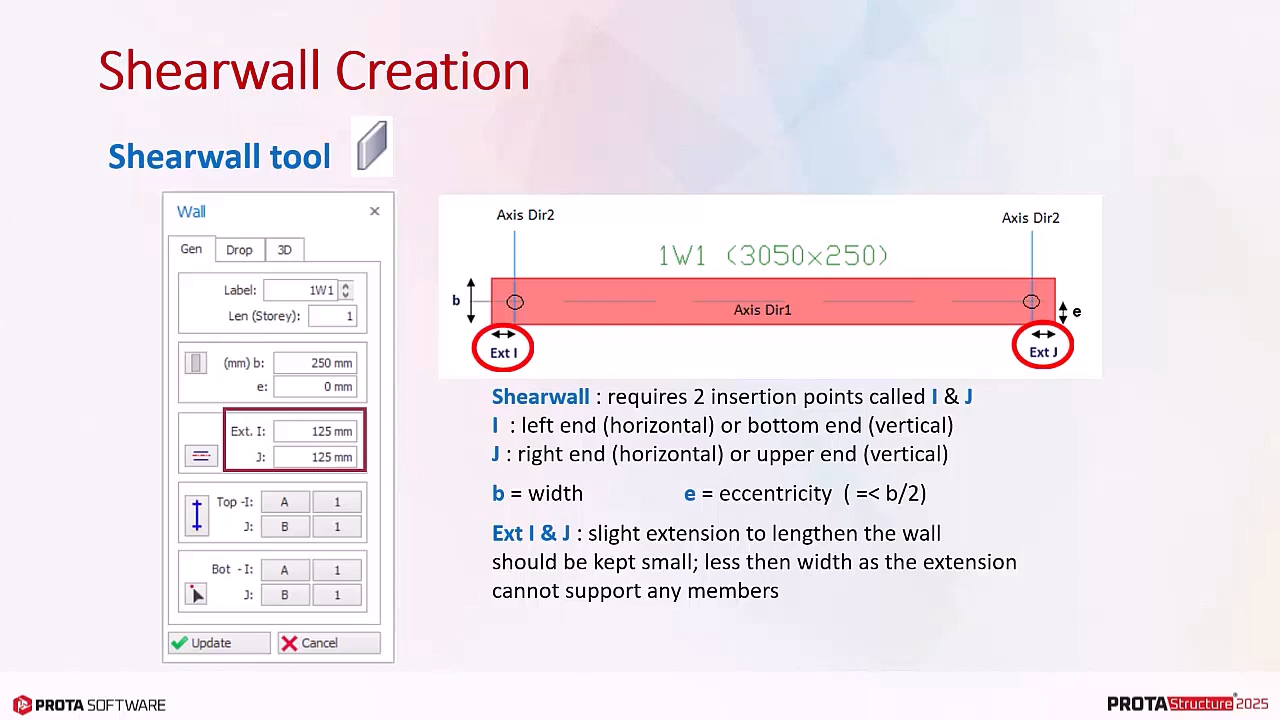 Shearwall Creation
Shearwall tool
Wall
Gen Drop 3D
Label: 1W1
Len (Storey): 1
(mm) b: 250 mm
e: 0 mm
Ext. I: 125 mm
J: 125 mm
Top -I: A 1
J: B 1
Bot -I: A 1
J: B 1
Update Cancel
Axis Dir2 Axis Dir2
1W1 (3050x250)
b
Axis Dir1
e
Ext I Ext J
Shearwall : requires 2 insertion points called I & J
I : left end (horizontal) or bottom end (vertical)
J : right end (horizontal) or upper end (vertical)
b = width e = eccentricity ( =< b/2)
Ext I & J : slight extension to lengthen the wall
should be kept small; less then width as the extension
cannot support any members
PROTA SOFTWARE
PROTAStructure® 2025